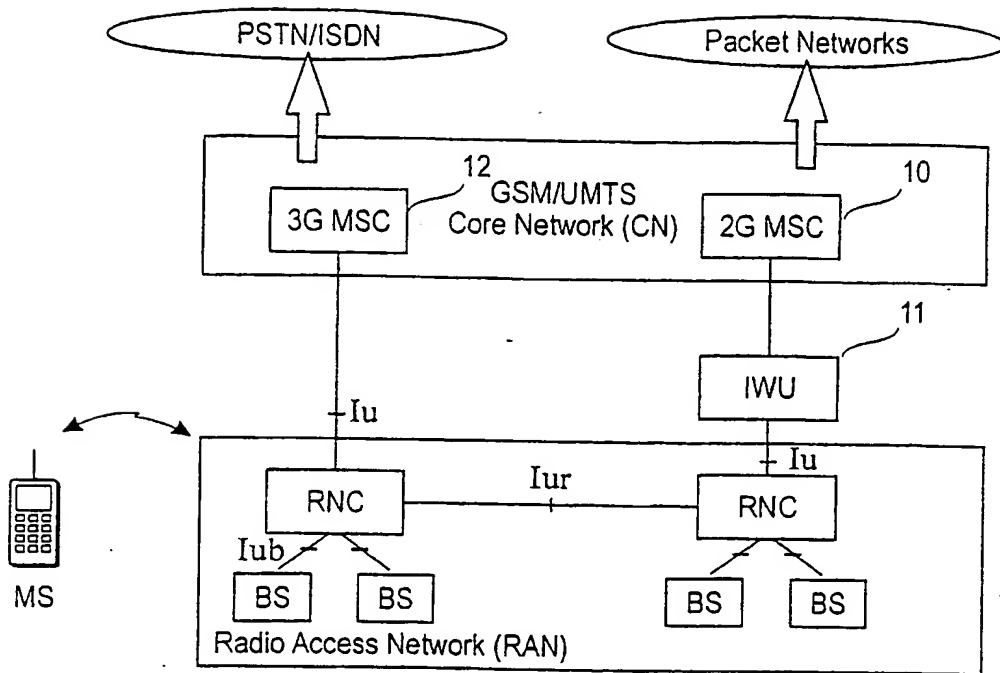 PSTN/ISDN
Packet Networks
12
GSM/UMTS
Core Network (CN)
10
3G MSC
2G MSC
11
IWU
Iu
Iu
RNC
Iur
RNC
Iub
BS
BS
BS
BS
MS
Radio Access Network (RAN)